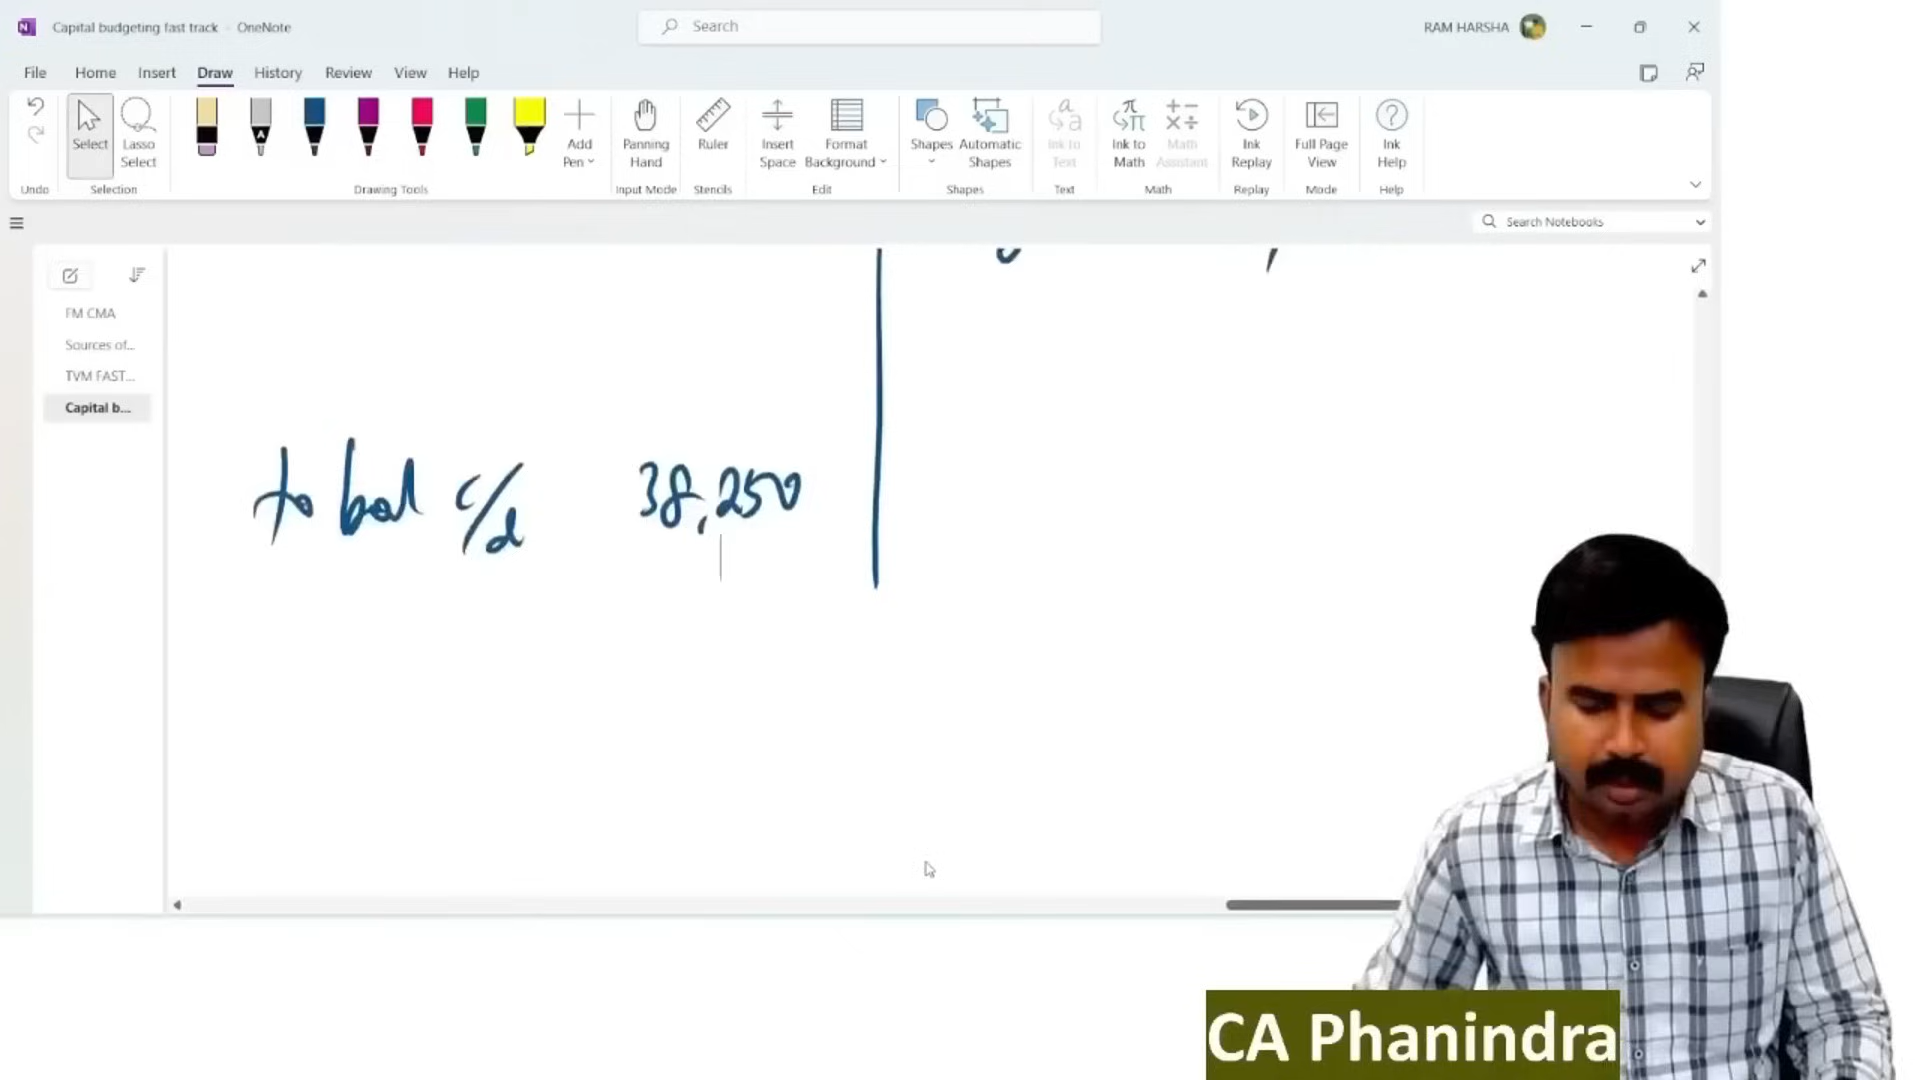 Capital budgeting fast track - OneNote
Search
RAM HARSHA
File Home Insert Draw History Review View Help
Undo
Select
Lasso Select
Selection
A
Drawing Tools
Add Pen
Panning Hand
Input Mode
Ruler
Stencils
Insert Space
Format Background
Edit
Shapes
Automatic Shapes
Shapes
Ink to Text
Text
Ink to Math
Math Assistant
Math
Ink Replay
Replay
Full Page View
Mode
Ink Help
Help
Search Notebooks
FM CMA
Sources of...
TVM FAST...
Capital b...
to bal c/d 38,250
CA Phanindra